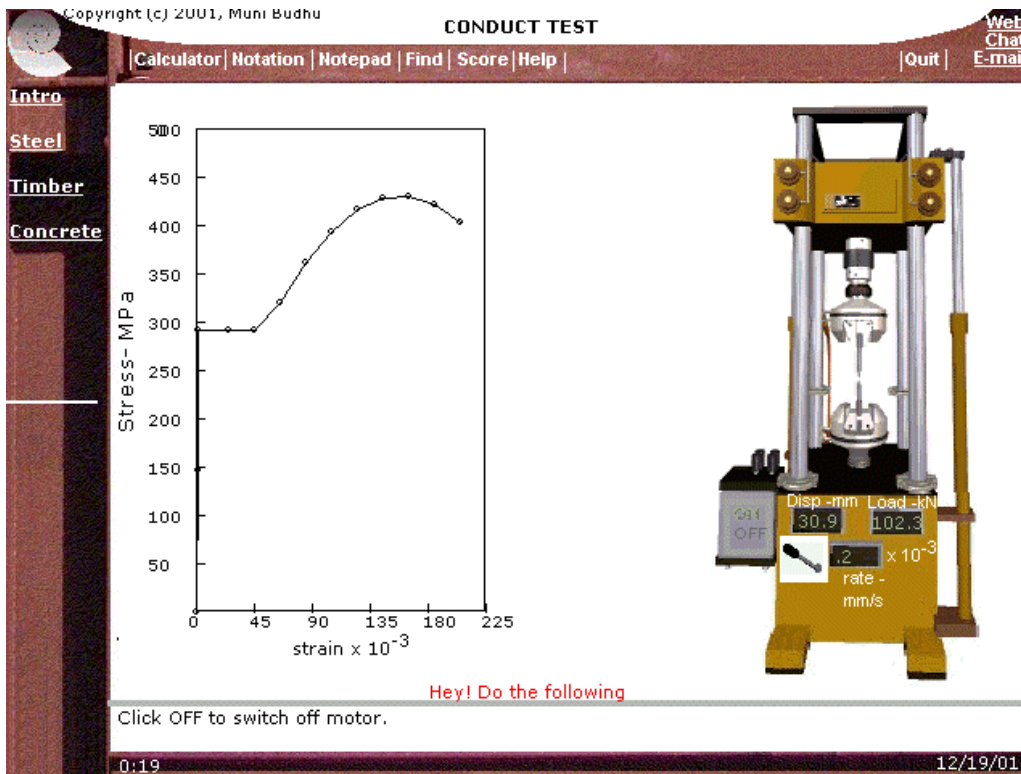 Copyright (c) 2001, Muni Budhu
CONDUCT TEST
Web
Chat
E-mail
Calculator| Notation | Notepad | Find | Score | Help |
|Quit |
Intro
Steel
Timber
Concrete
500
450
400
350
300
250
200
150
100
50
Stress- MPa
0 45 90 135 180 225
strain x 10-3
Disp -mm Load -kN
30.9 102.3
OFF
.2 x 10-3
rate -
mm/s
Hey! Do the following
Click OFF to switch off motor.
0:19 12/19/01